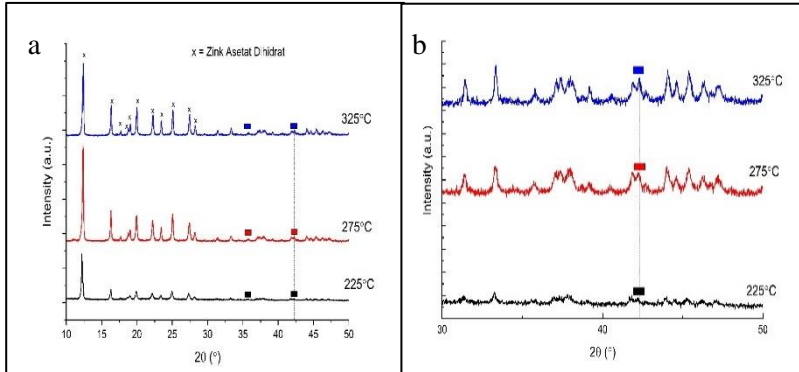 a
x = Zink Asetat Dihidrat
x
x
x
x
x
x
x
x
x
x
x
325°C
275°C
225°C
Intensity (a.u.)
10 15 20 25 30 35 40 45 50
2θ (°)
b
325°C
275°C
225°C
Intensity (a.u.)
30 40 50
2θ (°)